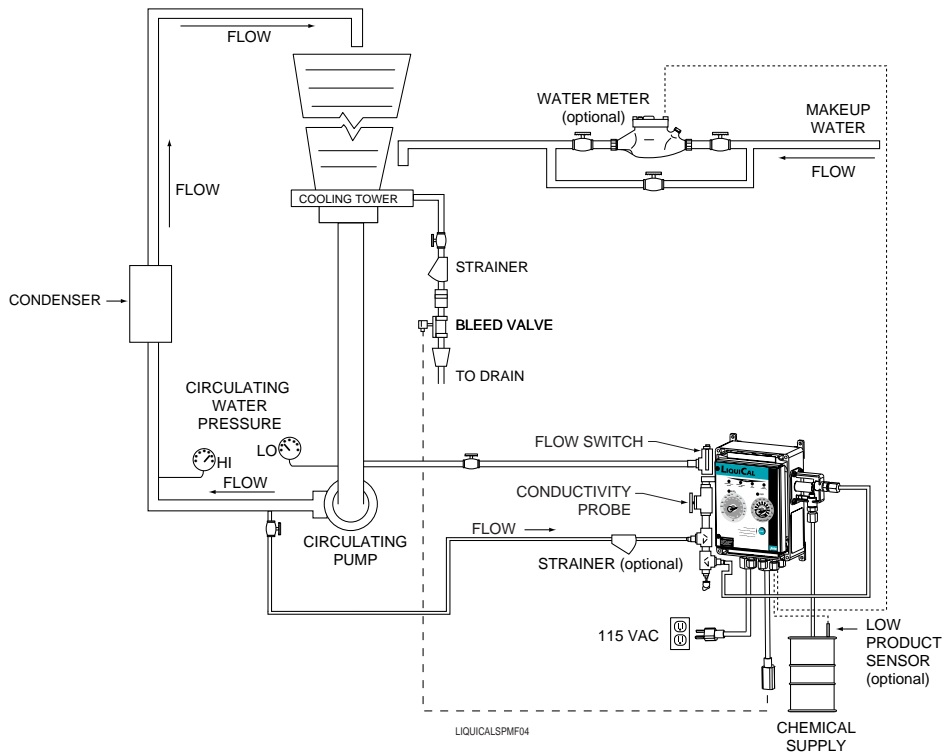 FLOW
WATER METER
(optional)
MAKEUP
WATER
FLOW
FLOW
COOLING TOWER
STRAINER
CONDENSER
BLEED VALVE
TO DRAIN
CIRCULATING
WATER
PRESSURE
FLOW SWITCH
LO
HI
LIQUICAL
FLOW
CONDUCTIVITY
PROBE
FLOW
CIRCULATING
PUMP
STRAINER (optional)
115 VAC
LOW
PRODUCT
SENSOR
(optional)
LIQUICALSPMF04
CHEMICAL
SUPPLY